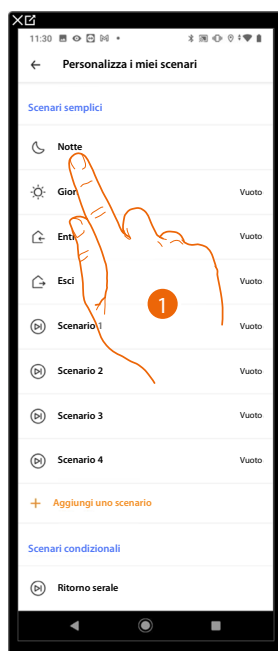 11:30
Personalizza i miei scenari
Scenari semplici
Notte
Gior
Vuoto
Enti
Vuoto
Esci
Vuoto
Scenario 1
Vuoto
Scenario 2
Vuoto
Scenario 3
Vuoto
Scenario 4
Vuoto
+ Aggiungi uno scenario
Scenari condizionali
Ritorno serale
1